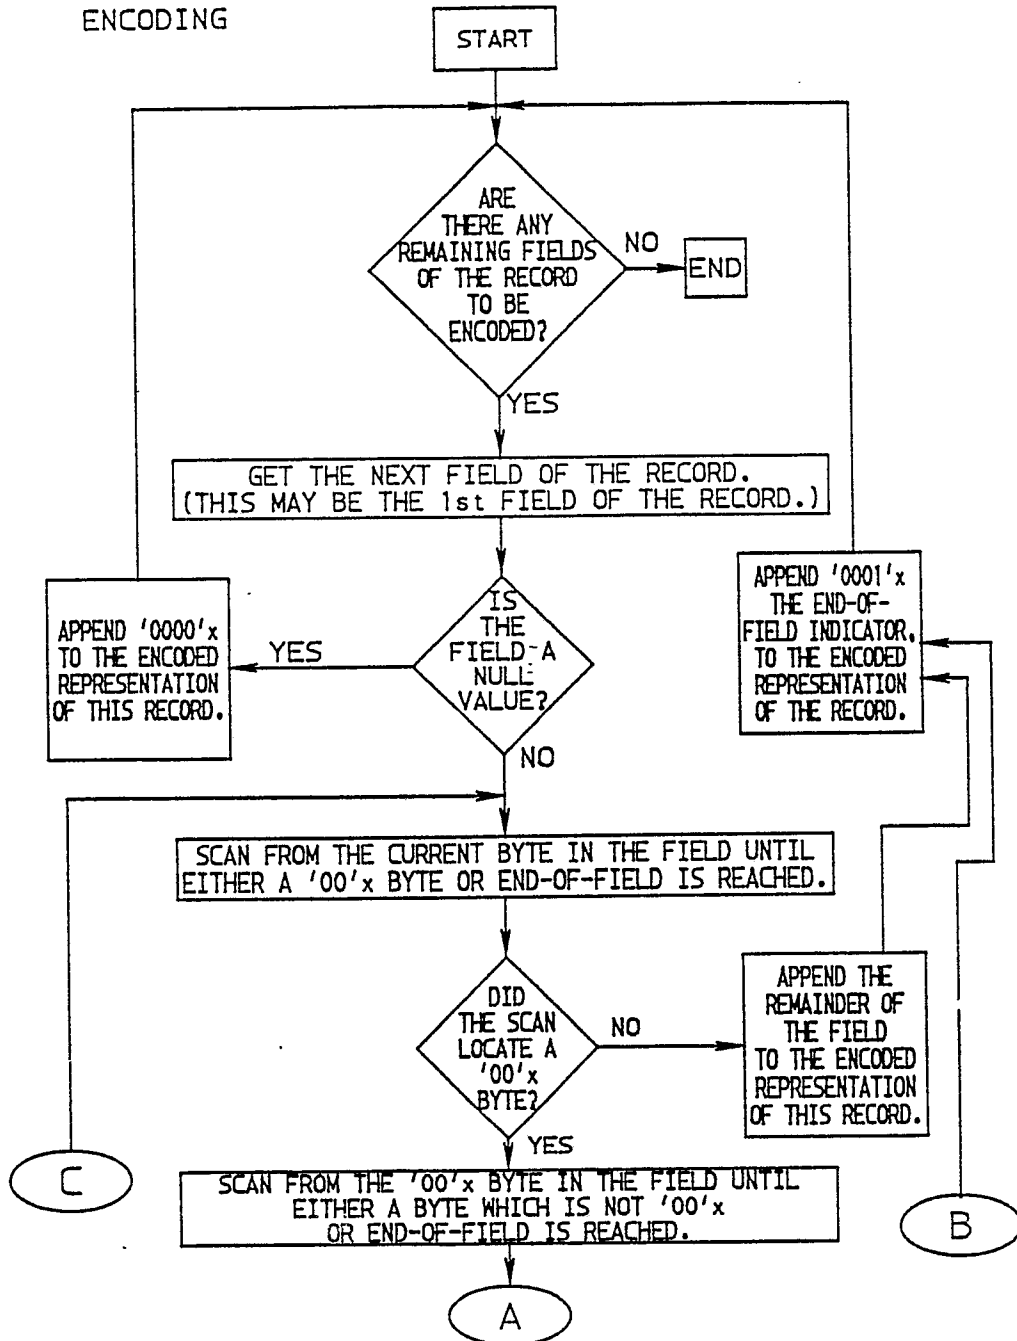 ENCODING
START
ARE
THERE ANY
REMAINING FIELDS
OF THE RECORD
TO BE
ENCODED?
NO
END
YES
GET THE NEXT FIELD OF THE RECORD.
(THIS MAY BE THE 1st FIELD OF THE RECORD.)
IS
THE
FIELD A
NULL
VALUE?
YES
APPEND '0000'x
TO THE ENCODED
REPRESENTATION
OF THIS RECORD.
APPEND '0001'x
THE END-OF-
FIELD INDICATOR.
TO THE ENCODED
REPRESENTATION
OF THE RECORD.
NO
SCAN FROM THE CURRENT BYTE IN THE FIELD UNTIL
EITHER A '00'x BYTE OR END-OF-FIELD IS REACHED.
DID
THE SCAN
LOCATE A
'00'x
BYTE?
NO
APPEND THE
REMAINDER OF
THE FIELD
TO THE ENCODED
REPRESENTATION
OF THIS RECORD.
YES
C
SCAN FROM THE '00'x BYTE IN THE FIELD UNTIL
EITHER A BYTE WHICH IS NOT '00'x
OR END-OF-FIELD IS REACHED.
B
A